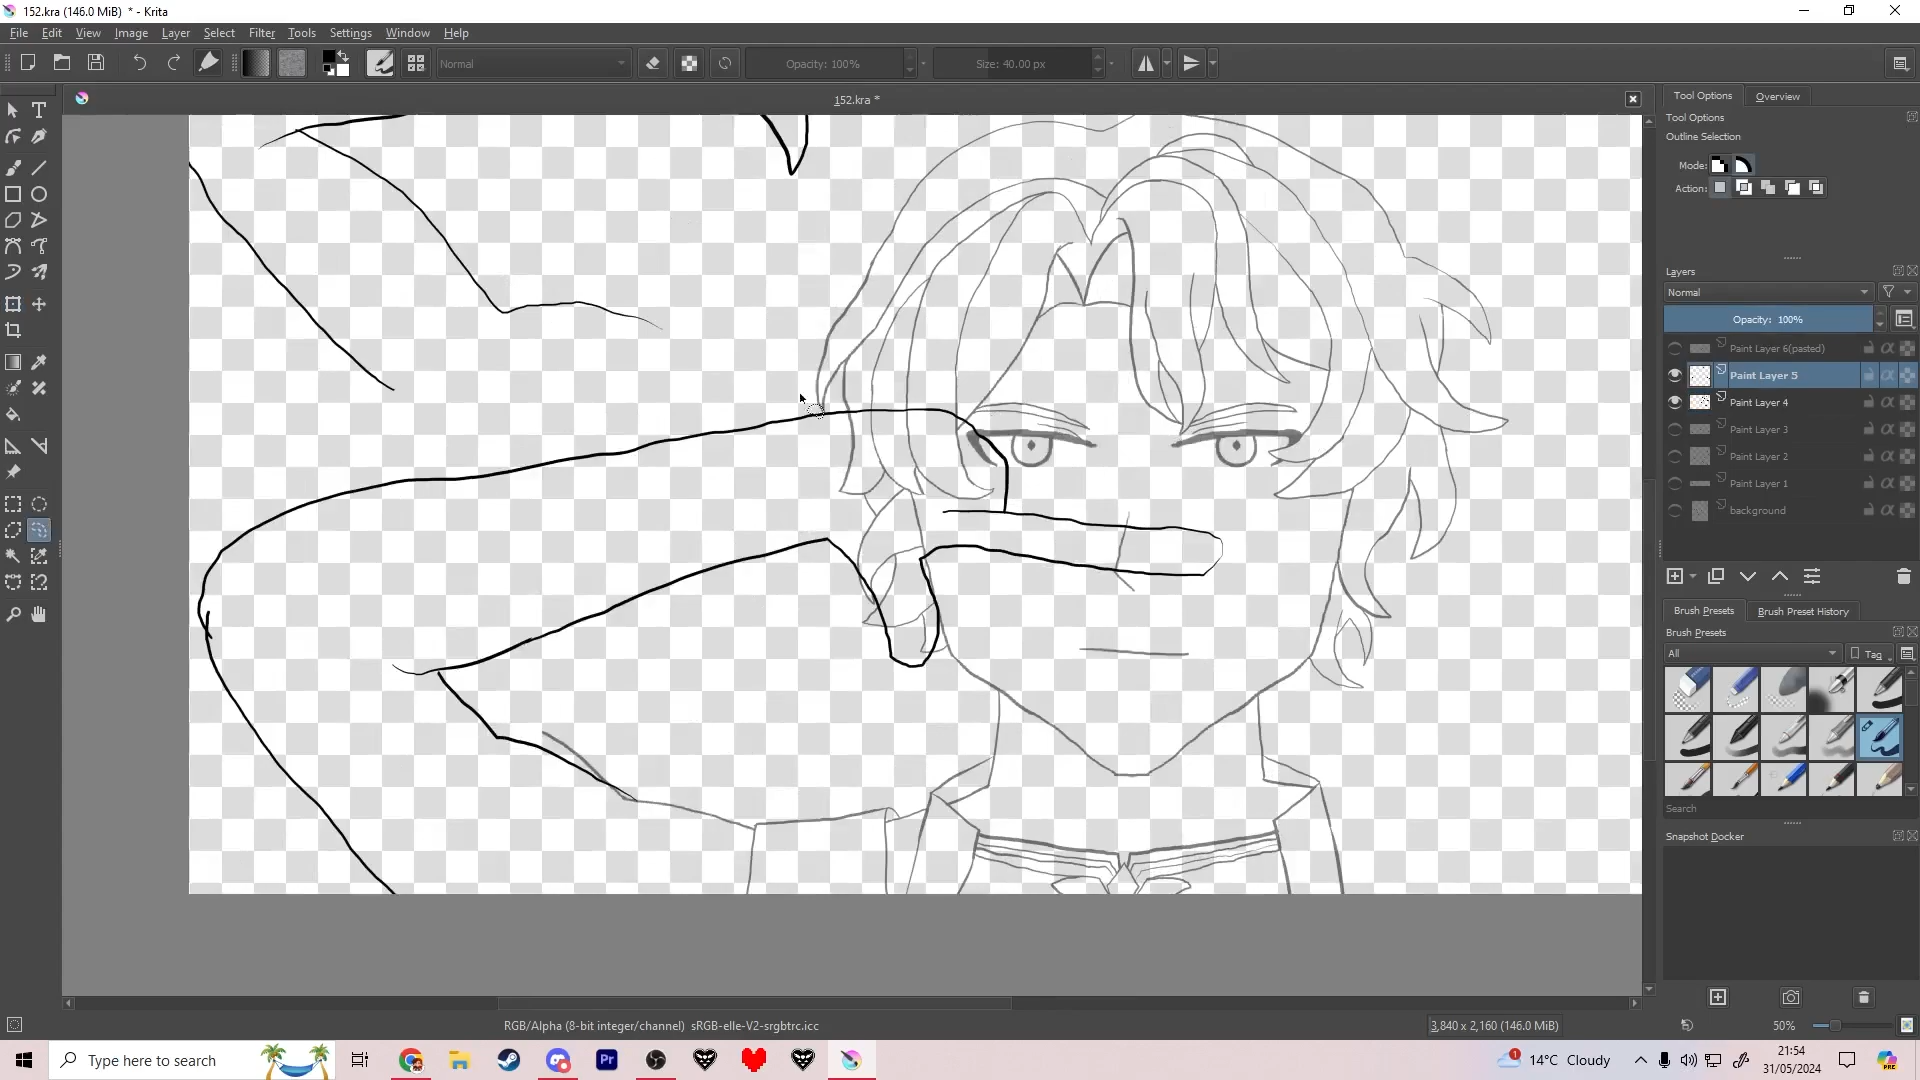 152.kra (146.0 MiB) * - Krita
File Edit View Image Layer Select Filter Tools Settings Window Help
Normal
Opacity: 100%
Size: 40.00 px
152.kra *
Tool Options
Overview
Tool Options
Outline Selection
Mode:
Action:
Layers
Normal
Opacity: 100%
Paint Layer 6(pasted)
Paint Layer 5
Paint Layer 4
Paint Layer 3
Paint Layer 2
Paint Layer 1
background
Brush Presets
Brush Preset History
Brush Presets
All
Tag
Search
Snapshot Docker
RGB/Alpha (8-bit integer/channel) sRGB-elle-V2-srgbtrc.icc
3,840 x 2,160 (146.0 MiB)
50%
Type here to search
Pr
1
14°C Cloudy
21:54
31/05/2024
PRE